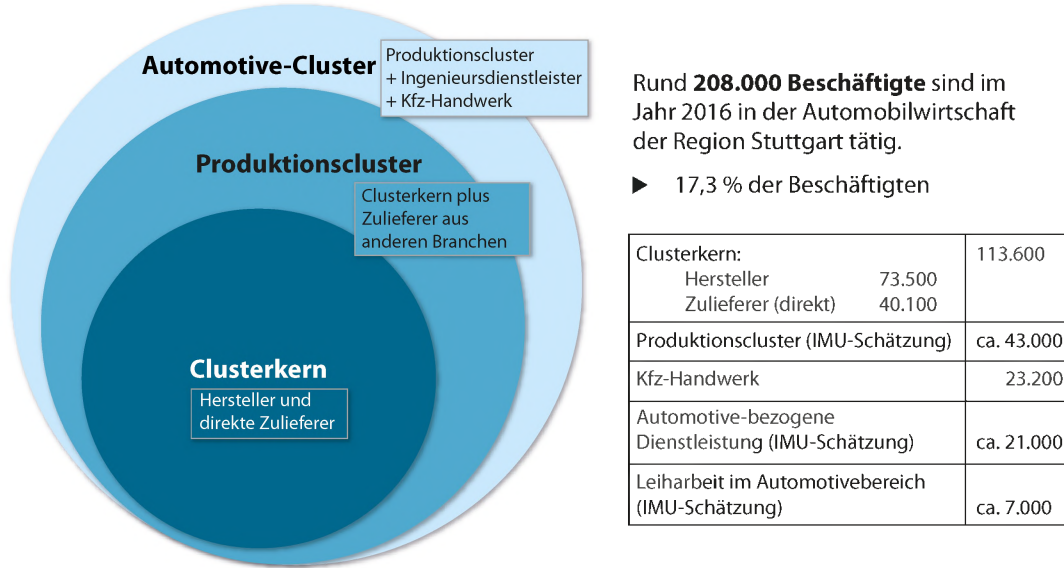 Automotive-Cluster
Produktionscluster
+ Ingenieursdienstleister
+ Kfz-Handwerk
Produktionscluster
Clusterkern plus
Zulieferer aus
anderen Branchen
Clusterkern
Hersteller und
direkte Zulieferer
Rund 208.000 Beschäftigte sind im
Jahr 2016 in der Automobilwirtschaft
der Region Stuttgart tätig.
▶ 17,3 % der Beschäftigten
Clusterkern: 113.600
Hersteller 73.500
Zulieferer (direkt) 40.100
Produktionscluster (IMU-Schätzung) ca. 43.000
Kfz-Handwerk 23.200
Automotive-bezogene
Dienstleistung (IMU-Schätzung) ca. 21.000
Leiharbeit im Automotivebereich
(IMU-Schätzung) ca. 7.000